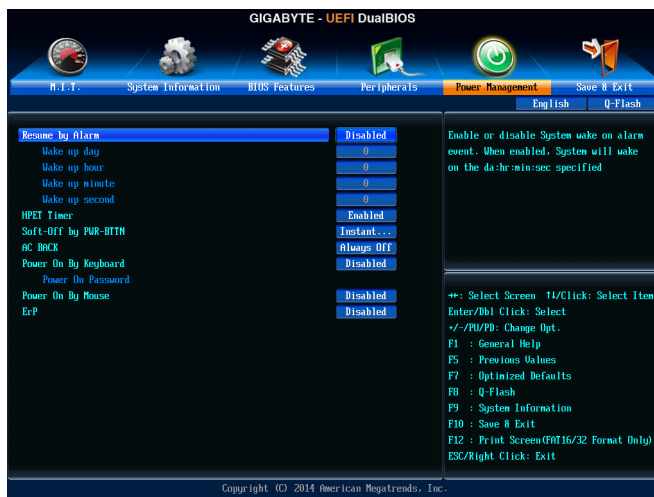 GIGABYTE - UEFI DualBIOS
M.I.T.
System Information
BIOS Features
Peripherals
Power Management
Save & Exit
English
Q-Flash
Resume by Alarm Disabled
Wake up day 0
Wake up hour 0
Wake up minute 0
Wake up second 0
HPET Timer Enabled
Soft-Off by PWR-BTTN Instant...
AC BACK Always Off
Power On By Keyboard Disabled
Power On Password
Power On By Mouse Disabled
ErP Disabled
Enable or disable System wake on alarm
event. When enabled, System will wake
on the da:hr:min:sec specified
→←: Select Screen ↑↓/Click: Select Item
Enter/Dbl Click: Select
+/-/PU/PD: Change Opt.
F1 : General Help
F5 : Previous Values
F7 : Optimized Defaults
F8 : Q-Flash
F9 : System Information
F10 : Save & Exit
F12 : Print Screen(FAT16/32 Format Only)
ESC/Right Click: Exit
Copyright (C) 2014 American Megatrends, Inc.